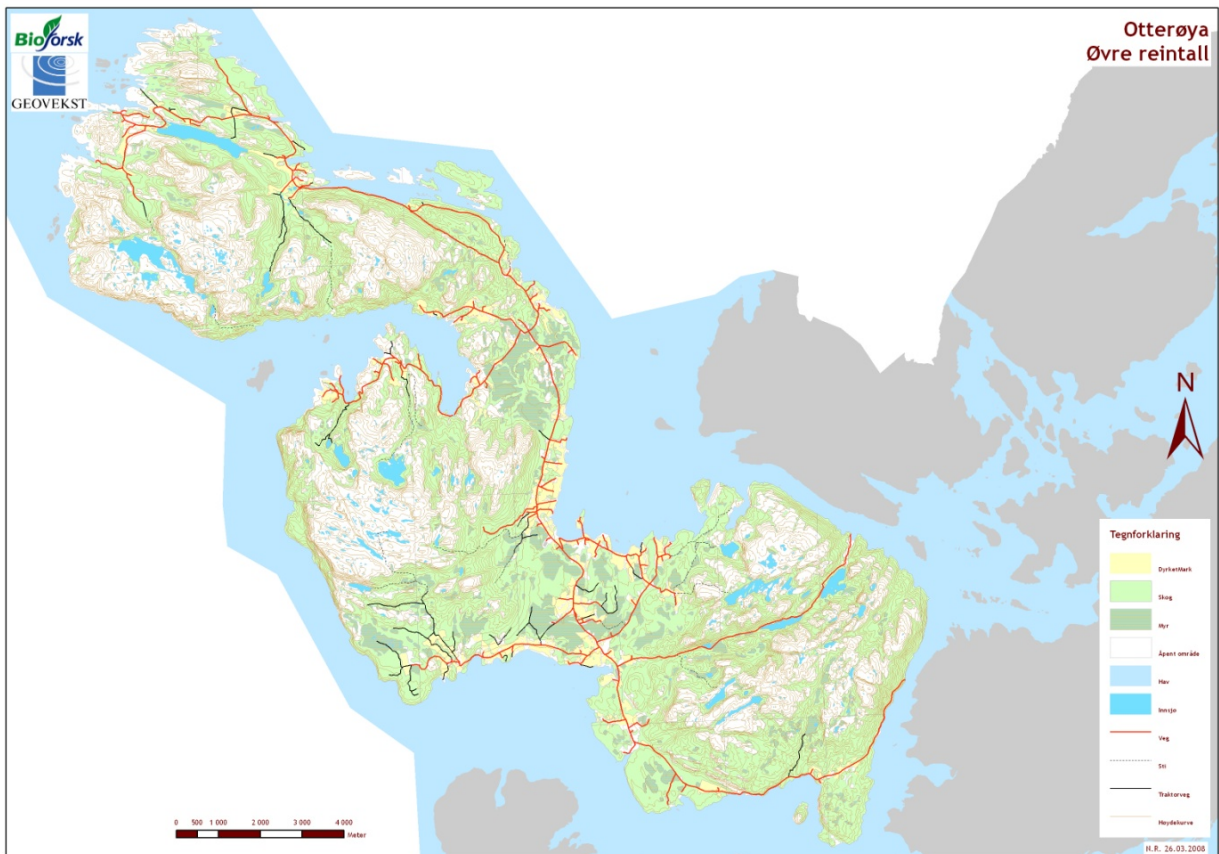 Bioforsk
GEOVEKST
Otterøya
Øvre reintall
N
Tegnforklaring
DyrketMark
Skog
Myr
Åpent område
Hav
Innsjø
Veg
Sti
Traktorveg
Høydekurve
0 500 1 000 2 000 3 000 4 000
Meter
N.R. 26.03.2008